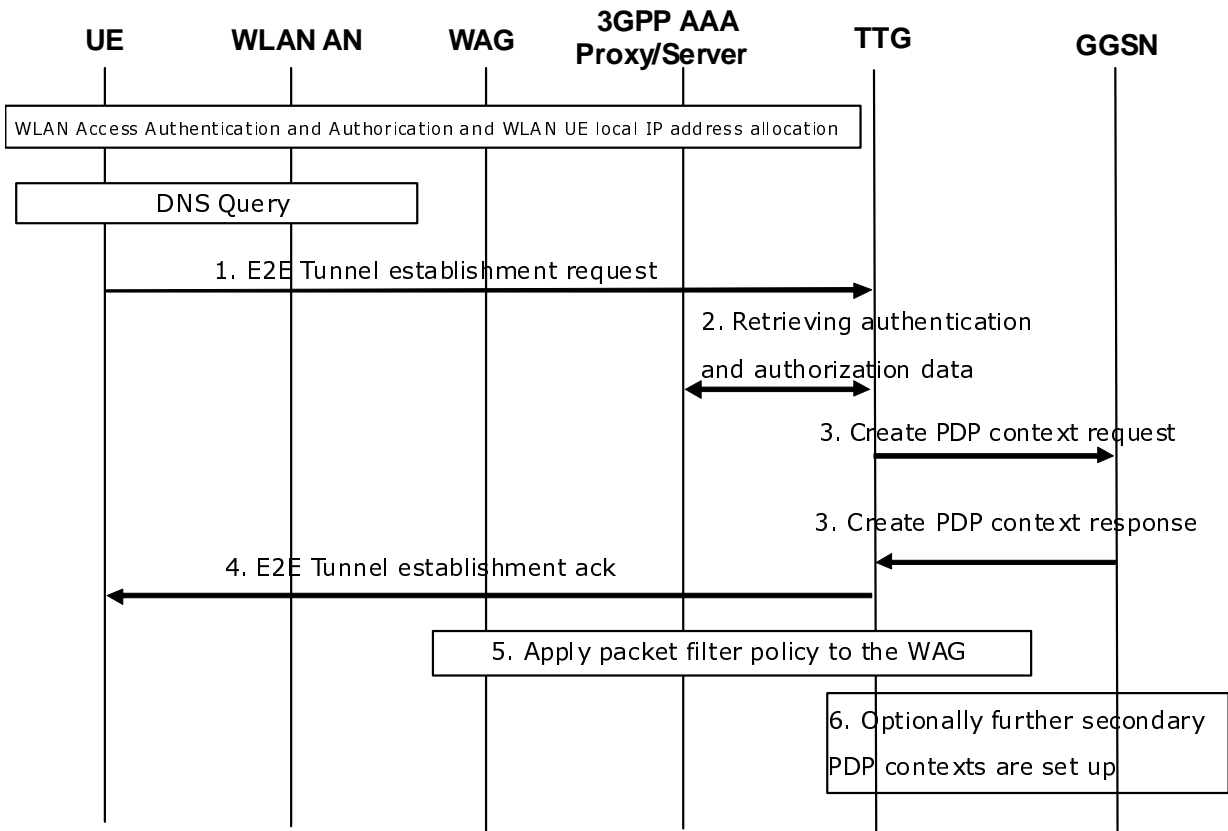 UE
WLAN AN
WAG
3GPP AAA
Proxy/Server
TTG
GGSN
WLAN Access Authentication and Authorication and WLAN UE local IP address allocation
DNS Query
1. E2E Tunnel establishment request
2. Retrieving authentication
and authorization data
3. Create PDP context request
3. Create PDP context response
4. E2E Tunnel establishment ack
5. Apply packet filter policy to the WAG
6. Optionally further secondary
PDP contexts are set up